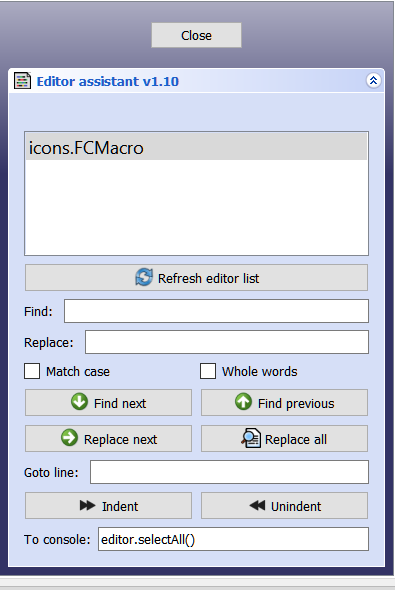 Close
Editor assistant v1.10
icons.FCMacro
Refresh editor list
Find:
Replace:
Match case Whole words
Find next Find previous
Replace next Replace all
Goto line:
Indent Unindent
To console: editor.selectAll()